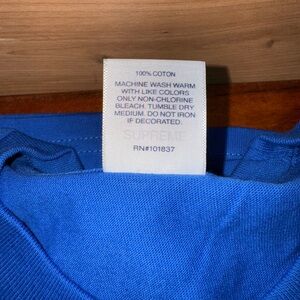 100% COTON
MACHINE WASH WARM
WITH LIKE COLORS
ONLY NON-CHLORINE
BLEACH. TUMBLE DRY
MEDIUM. DO NOT IRON
IF DECORATED.
SUPREME
RN#101837